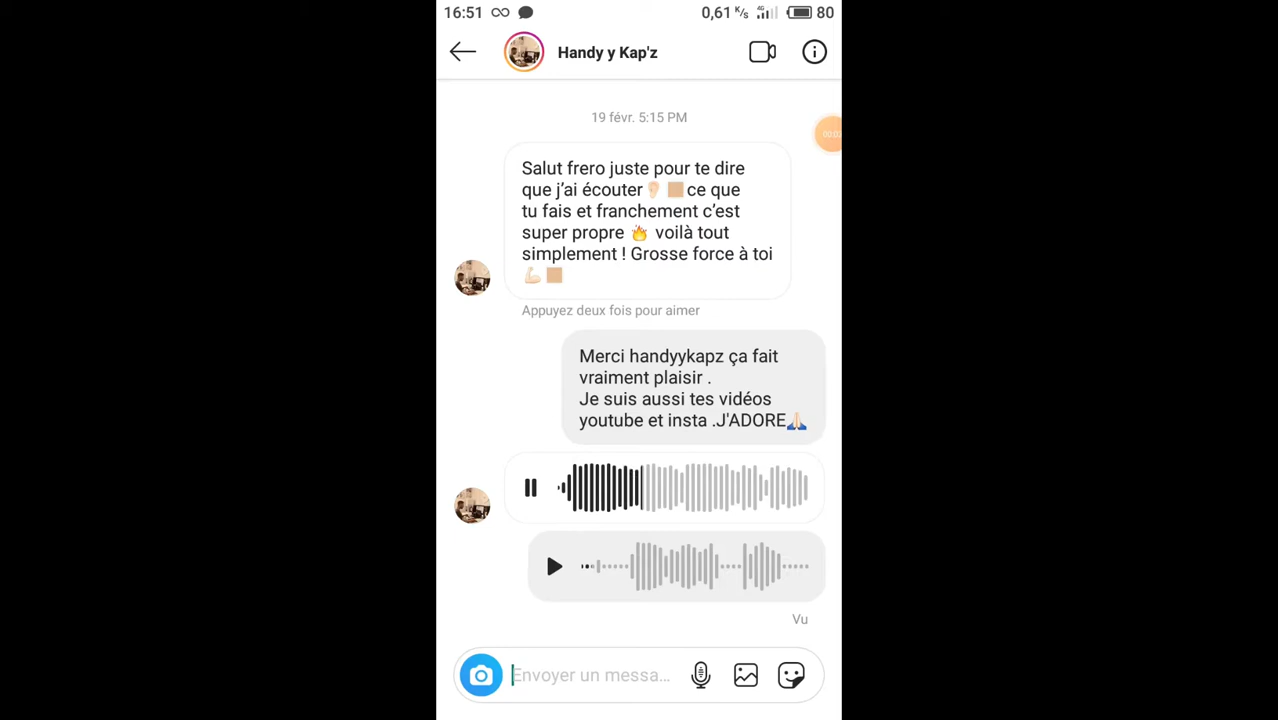 16:51 0,61 K/s 4G 80
Handy y Kap'z
19 févr. 5:15 PM
00:03
Salut frero juste pour te dire
que j'ai écouter👂🏼ce que
tu fais et franchement c'est
super propre 🔥 voilà tout
simplement ! Grosse force à toi
💪🏼
Appuyez deux fois pour aimer
Merci handyykapz ça fait
vraiment plaisir .
Je suis aussi tes vidéos
youtube et insta .J'ADORE🙏🏻
Vu
Envoyer un messa...